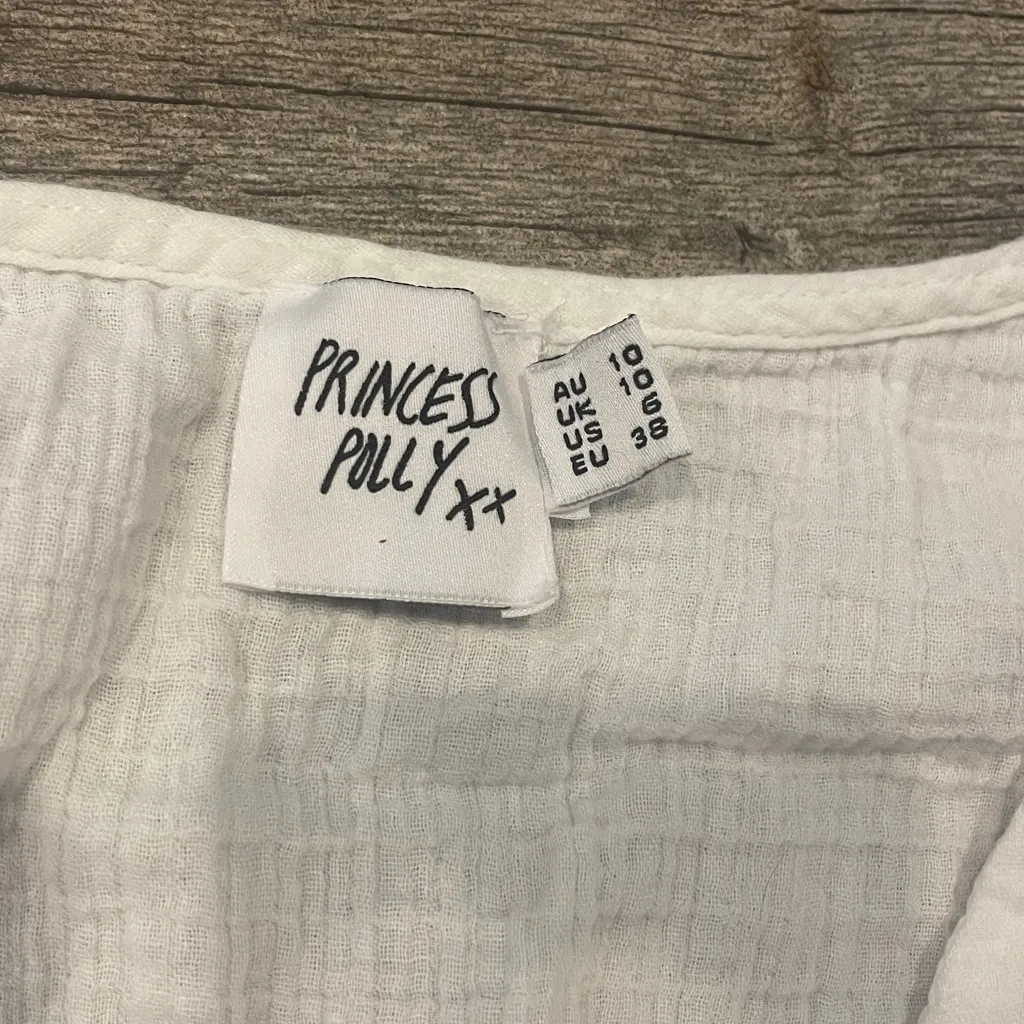 PRINCESS
POLLY xx
AU 10
UK 10
US 6
EU 38